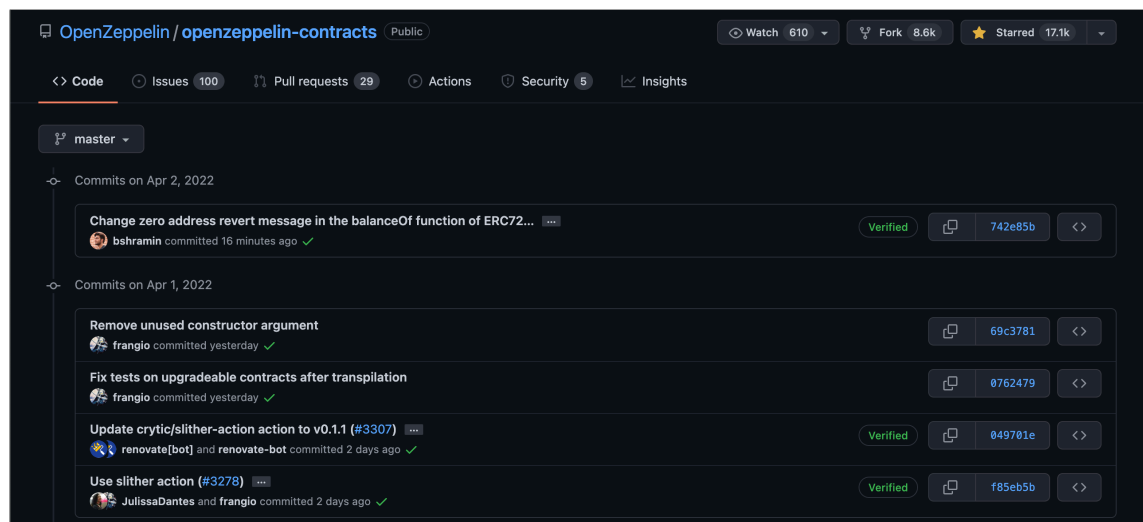 OpenZeppelin / openzeppelin-contracts Public
Watch 610 Fork 8.6k Starred 17.1k
<> Code Issues 100 Pull requests 29 Actions Security 5 Insights
master
Commits on Apr 2, 2022
Change zero address revert message in the balanceOf function of ERC72... ...
Verified 742e85b <>
bshramin committed 16 minutes ago
Commits on Apr 1, 2022
Remove unused constructor argument
69c3781 <>
frangio committed yesterday
Fix tests on upgradeable contracts after transpilation
0762479 <>
frangio committed yesterday
Update crytic/slither-action action to v0.1.1 (#3307) ...
Verified 049701e <>
renovate[bot] and renovate-bot committed 2 days ago
Use slither action (#3278) ...
Verified f85eb5b <>
JulissaDantes and frangio committed 2 days ago